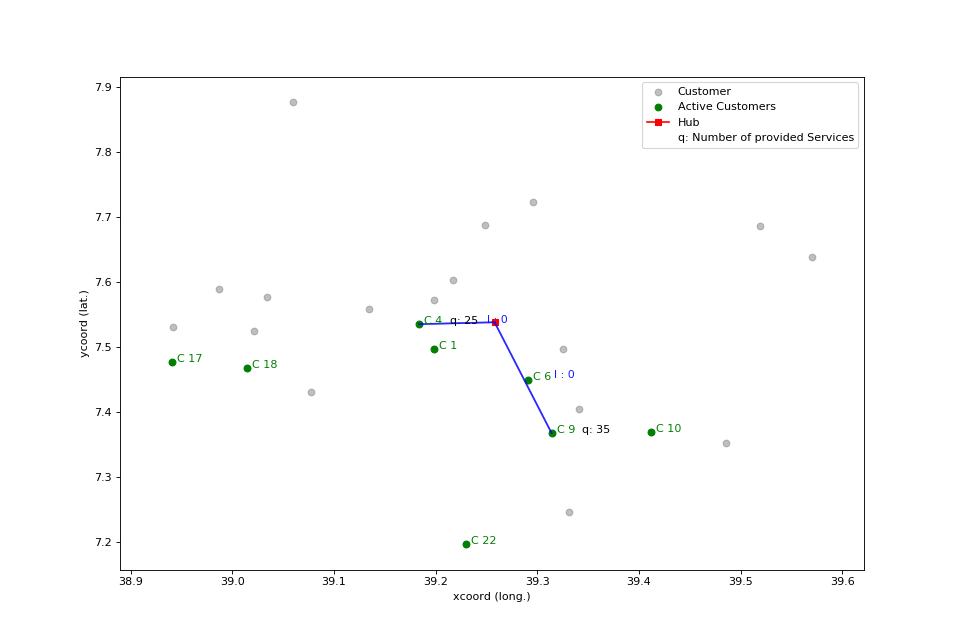 Customer
Active Customers
Hub
q: Number of provided Services
7.9
7.8
7.7
7.6
7.5
7.4
7.3
7.2
ycoord (lat.)
C 4 q: 25 l : 0
C 1
C 17
C 18
C 6 l : 0
C 9 q: 35
C 10
C 22
38.9 39.0 39.1 39.2 39.3 39.4 39.5 39.6
xcoord (long.)